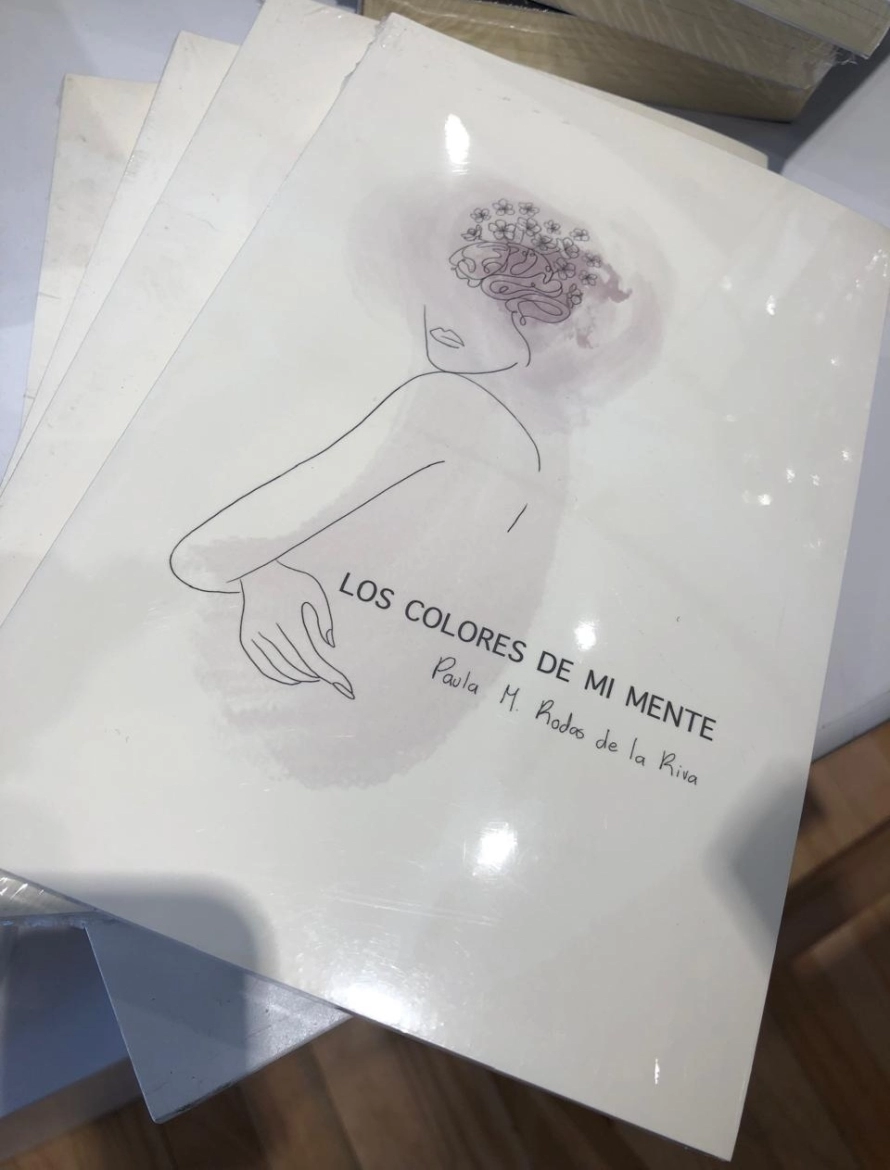 LOS COLORES DE MI MENTE
Paula M. Rodas de la Riva